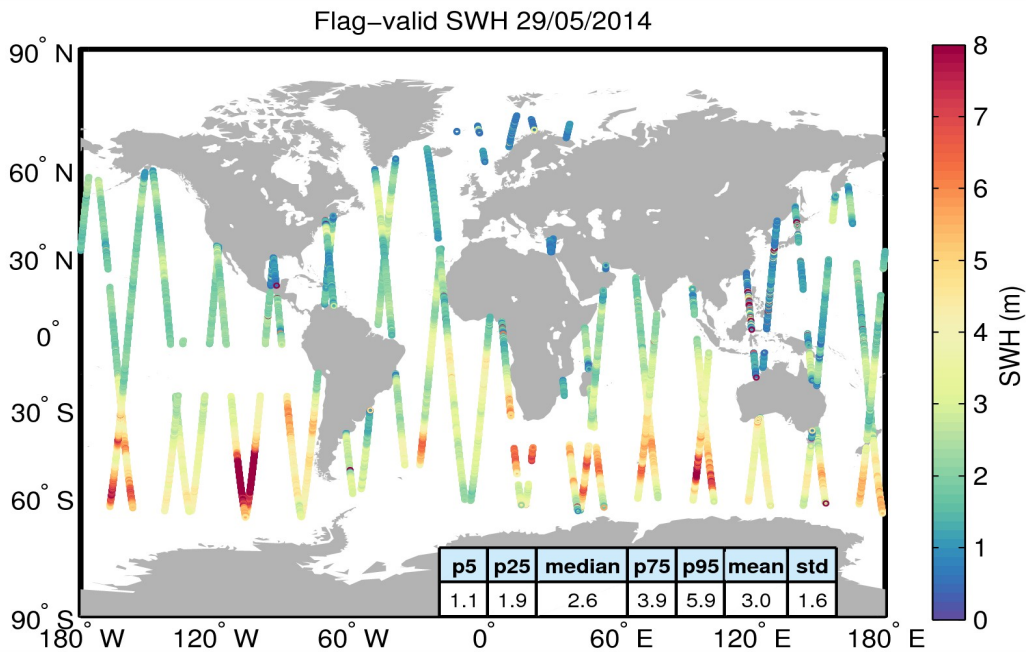 Flag−valid SWH 29/05/2014
90° N
60° N
30° N
0°
30° S
60° S
90° S
180° W
120° W
60° W
0°
60° E
120° E
180° E
8
7
6
5
4
3
2
1
0
SWH (m)
p5 p25 median p75 p95 mean std
1.1 1.9 2.6 3.9 5.9 3.0 1.6